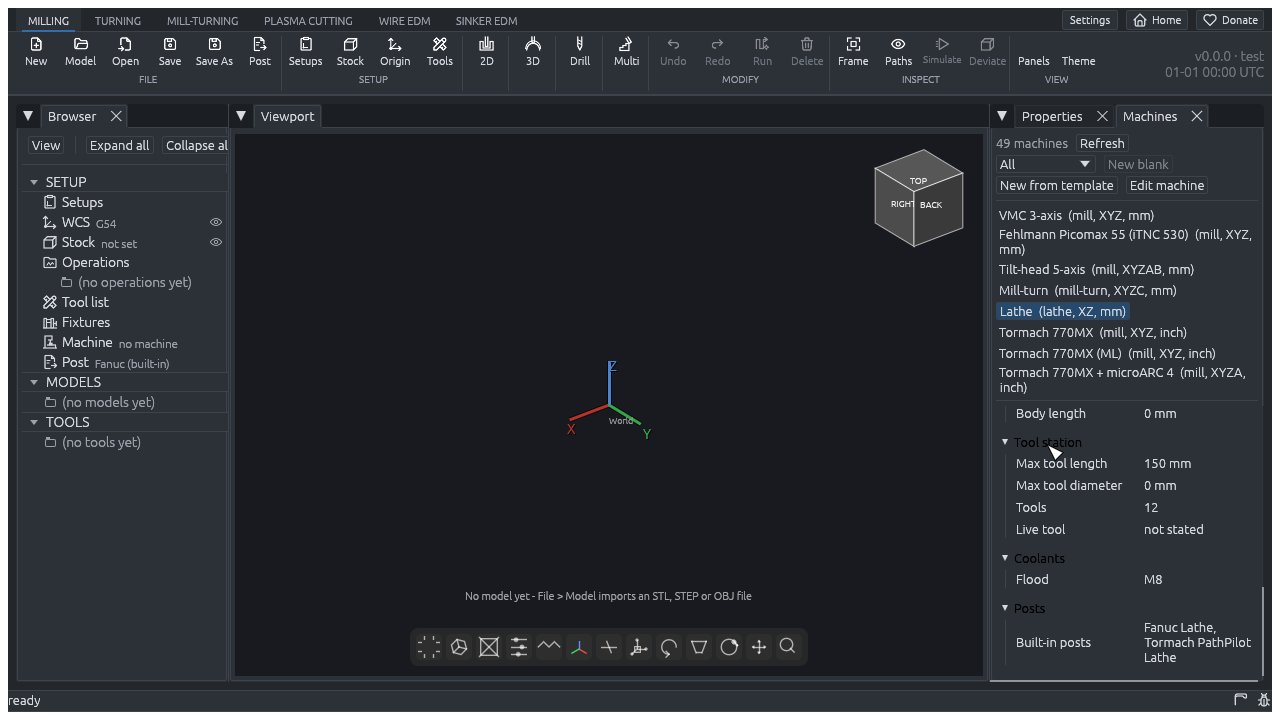 MILLING TURNING MILL-TURNING PLASMA CUTTING WIRE EDM SINKER EDM Settings Home Donate
New Model Open Save Save As Post Setups Stock Origin Tools 2D 3D Drill Multi Undo Redo Run Delete Frame Paths Simulate Deviate Panels Theme
FILE SETUP MODIFY INSPECT VIEW
v0.0.0 · test
01-01 00:00 UTC
Browser
View Expand all Collapse al
SETUP
Setups
WCS G54
Stock not set
Operations
(no operations yet)
Tool list
Fixtures
Machine no machine
Post Fanuc (built-in)
MODELS
(no models yet)
TOOLS
(no tools yet)
Viewport
TOP
RIGHT BACK
Z
World
X
Y
No model yet - File > Model imports an STL, STEP or OBJ file
Properties Machines
49 machines Refresh
All New blank
New from template Edit machine
VMC 3-axis (mill, XYZ, mm)
Fehlmann Picomax 55 (iTNC 530) (mill, XYZ,
mm)
Tilt-head 5-axis (mill, XYZAB, mm)
Mill-turn (mill-turn, XYZC, mm)
Lathe (lathe, XZ, mm)
Tormach 770MX (mill, XYZ, inch)
Tormach 770MX (ML) (mill, XYZ, inch)
Tormach 770MX + microARC 4 (mill, XYZA,
inch)
Body length 0 mm
Tool station
Max tool length 150 mm
Max tool diameter 0 mm
Tools 12
Live tool not stated
Coolants
Flood M8
Posts
Built-in posts Fanuc Lathe,
Tormach PathPilot
Lathe
ready